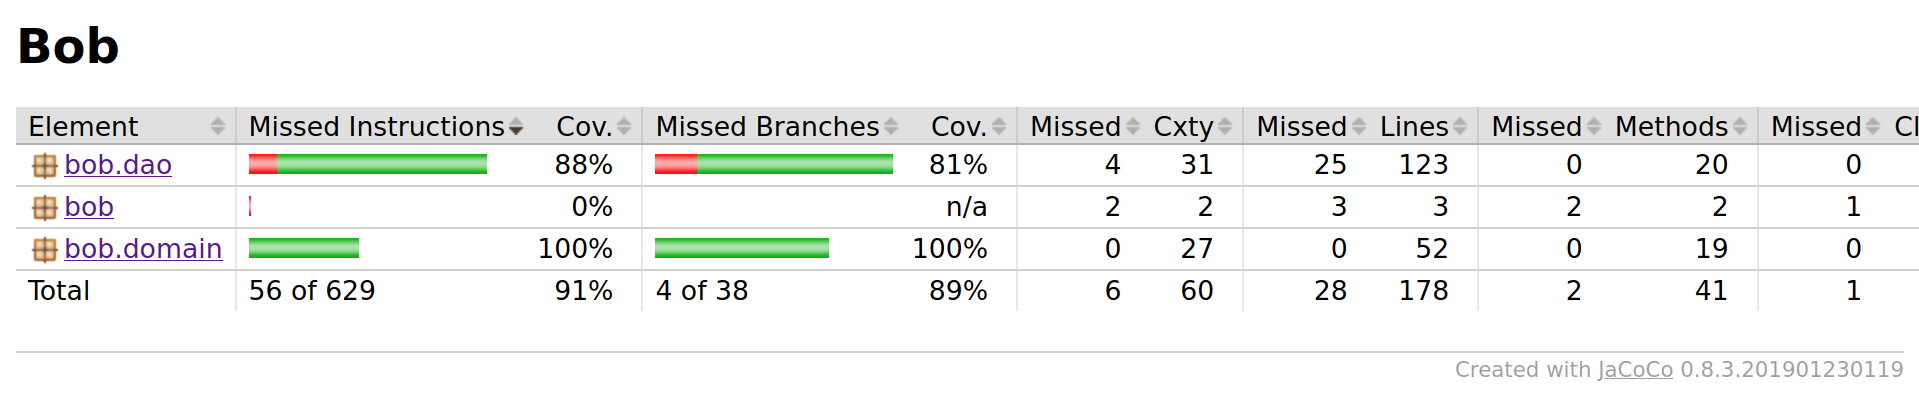 Bob
Element Missed Instructions Cov. Missed Branches Cov. Missed Cxty Missed Lines Missed Methods Missed Cl
bob.dao 88% 81% 4 31 25 123 0 20 0
bob 0% n/a 2 2 3 3 2 2 1
bob.domain 100% 100% 0 27 0 52 0 19 0
Total 56 of 629 91% 4 of 38 89% 6 60 28 178 2 41 1
Created with JaCoCo 0.8.3.201901230119